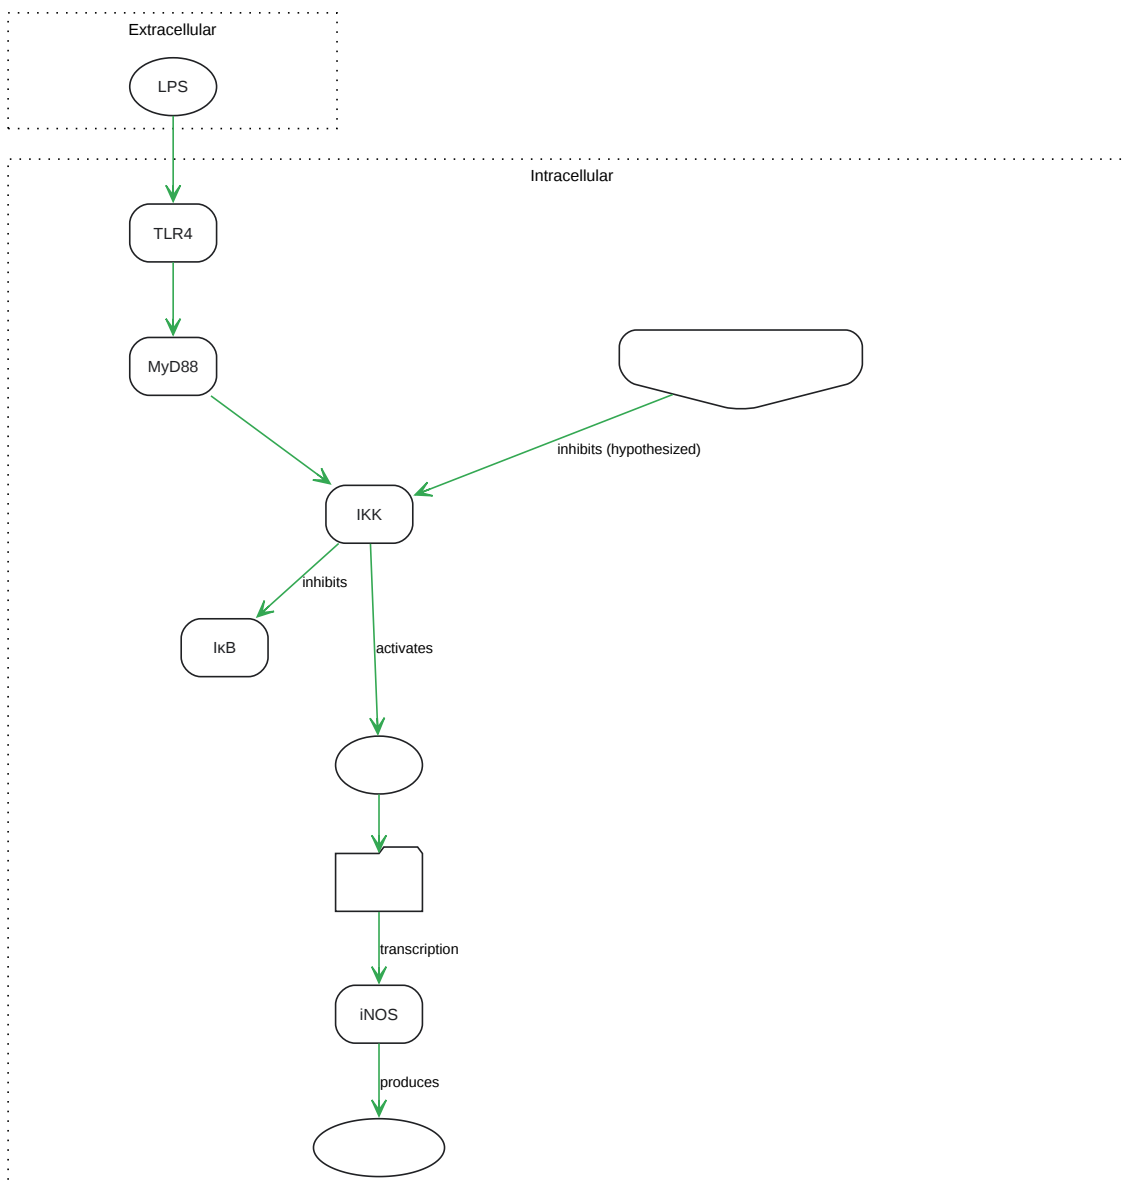 Extracellular
LPS
Intracellular
TLR4
MyD88
inhibits (hypothesized)
IKK
inhibits
IκB
activates
transcription
iNOS
produces